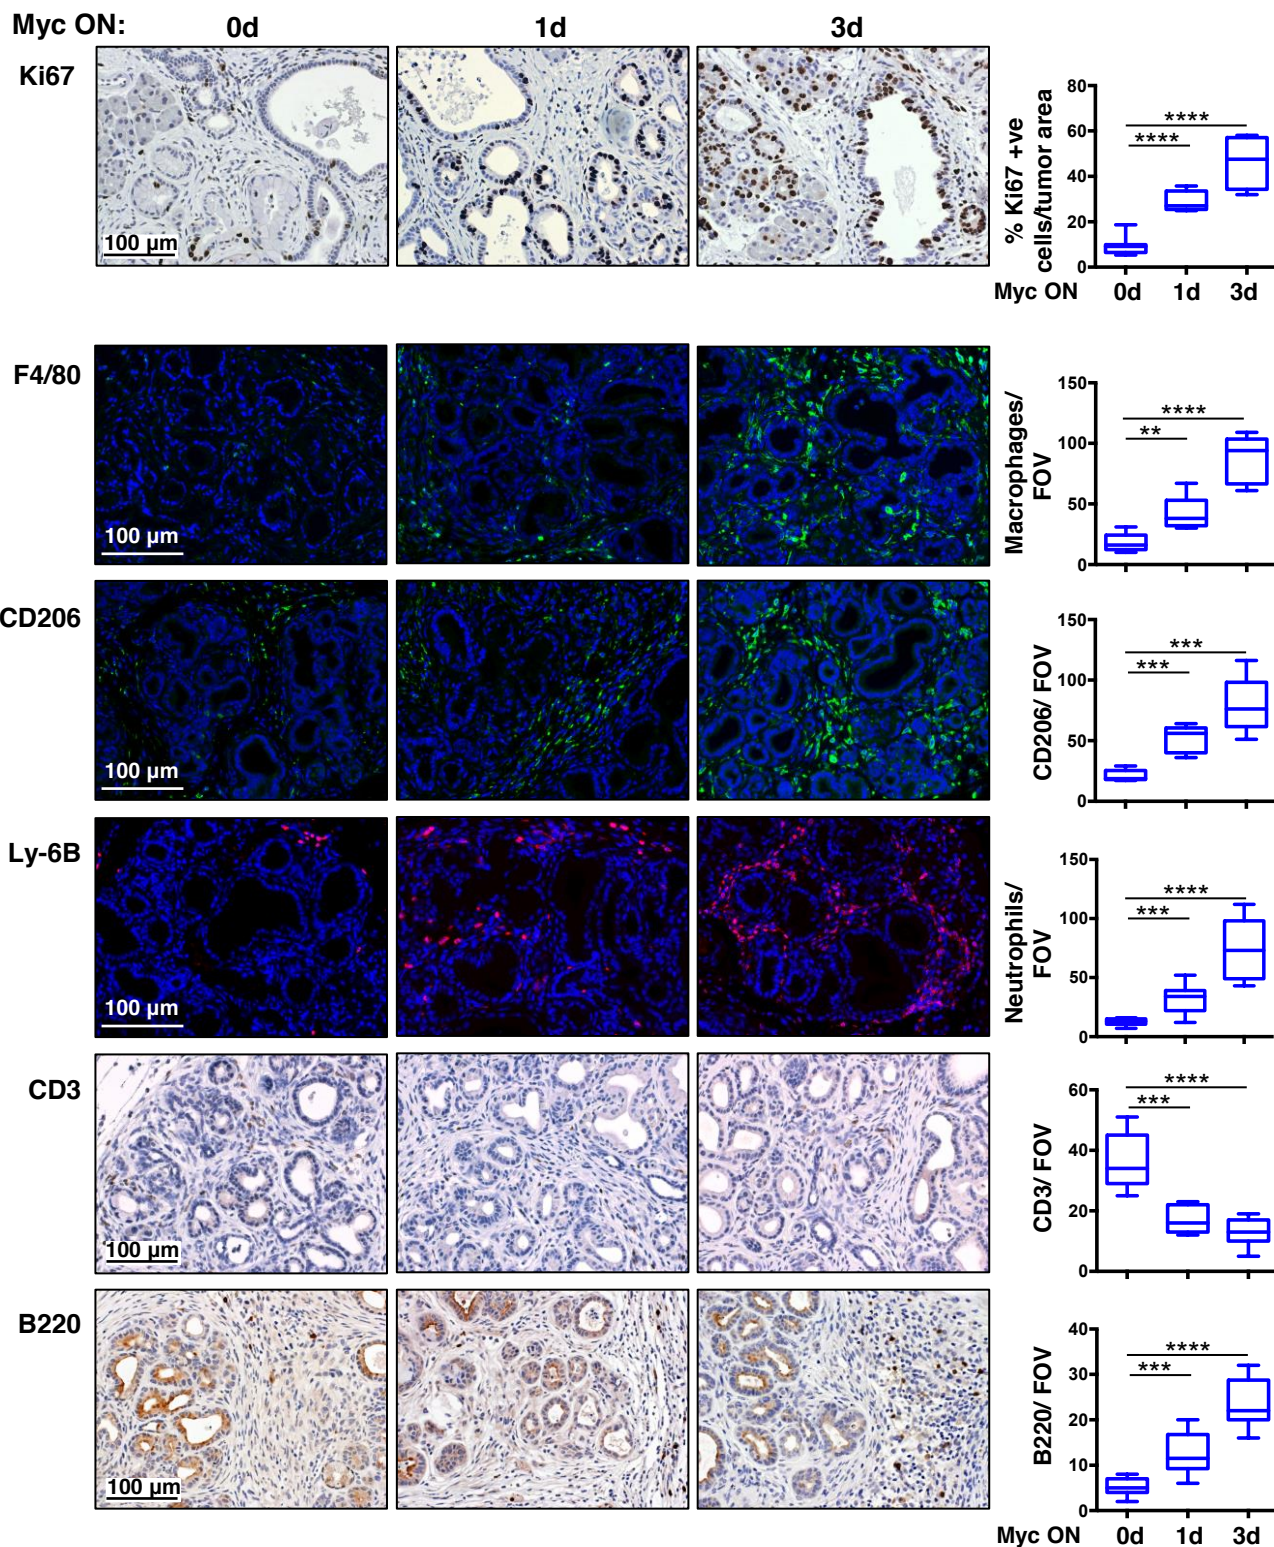 Myc ON: 0d 1d 3d
Ki67
100 µm
% Ki67 +ve
cells/tumor area
80
60
40
20
0
****
****
Myc ON 0d 1d 3d
F4/80
100 µm
Macrophages/
FOV
150
100
50
0
****
**
CD206
100 µm
CD206/ FOV
150
100
50
0
***
***
Ly-6B
100 µm
Neutrophils/
FOV
150
100
50
0
****
***
CD3
100 µm
CD3/ FOV
60
40
20
0
****
***
B220
100 µm
B220/ FOV
40
30
20
10
0
****
***
Myc ON 0d 1d 3d